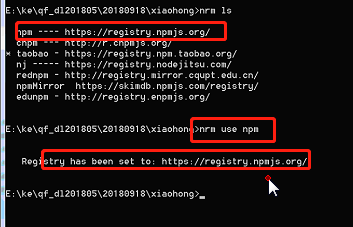 E:\ke\qf_d1201805\20180918\xiaohong>nrm ls
npm ---- https://registry.npmjs.org/
cnpm --- http://r.cnpmjs.org/
* taobao - https://registry.npm.taobao.org/
nj ----- https://registry.nodejitsu.com/
rednpm - http://registry.mirror.cqupt.edu.cn/
npmMirror  https://skimdb.npmjs.com/registry/
edunpm - http://registry.enpmjs.org/
E:\ke\qf_d1201805\20180918\xiaohong>nrm use npm
Registry has been set to: https://registry.npmjs.org/
E:\ke\qf_d1201805\20180918\xiaohong>_